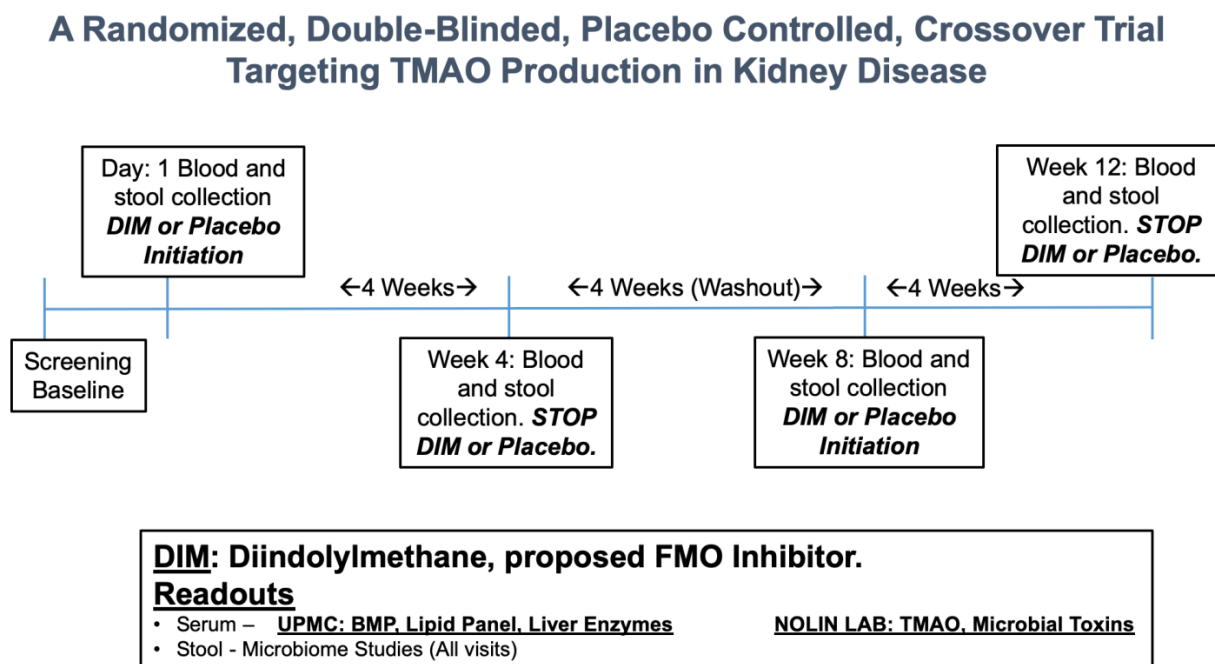 A Randomized, Double-Blinded, Placebo Controlled, Crossover Trial
Targeting TMAO Production in Kidney Disease
Day: 1 Blood and
stool collection
DIM or Placebo
Initiation
Week 12: Blood
and stool
collection. STOP
DIM or Placebo.
←4 Weeks→
←4 Weeks (Washout)→
←4 Weeks→
Screening
Baseline
Week 4: Blood
and stool
collection. STOP
DIM or Placebo.
Week 8: Blood and
stool collection
DIM or Placebo
Initiation
DIM: Diindolylmethane, proposed FMO Inhibitor.
Readouts
• Serum – UPMC: BMP, Lipid Panel, Liver Enzymes NOLIN LAB: TMAO, Microbial Toxins
• Stool - Microbiome Studies (All visits)